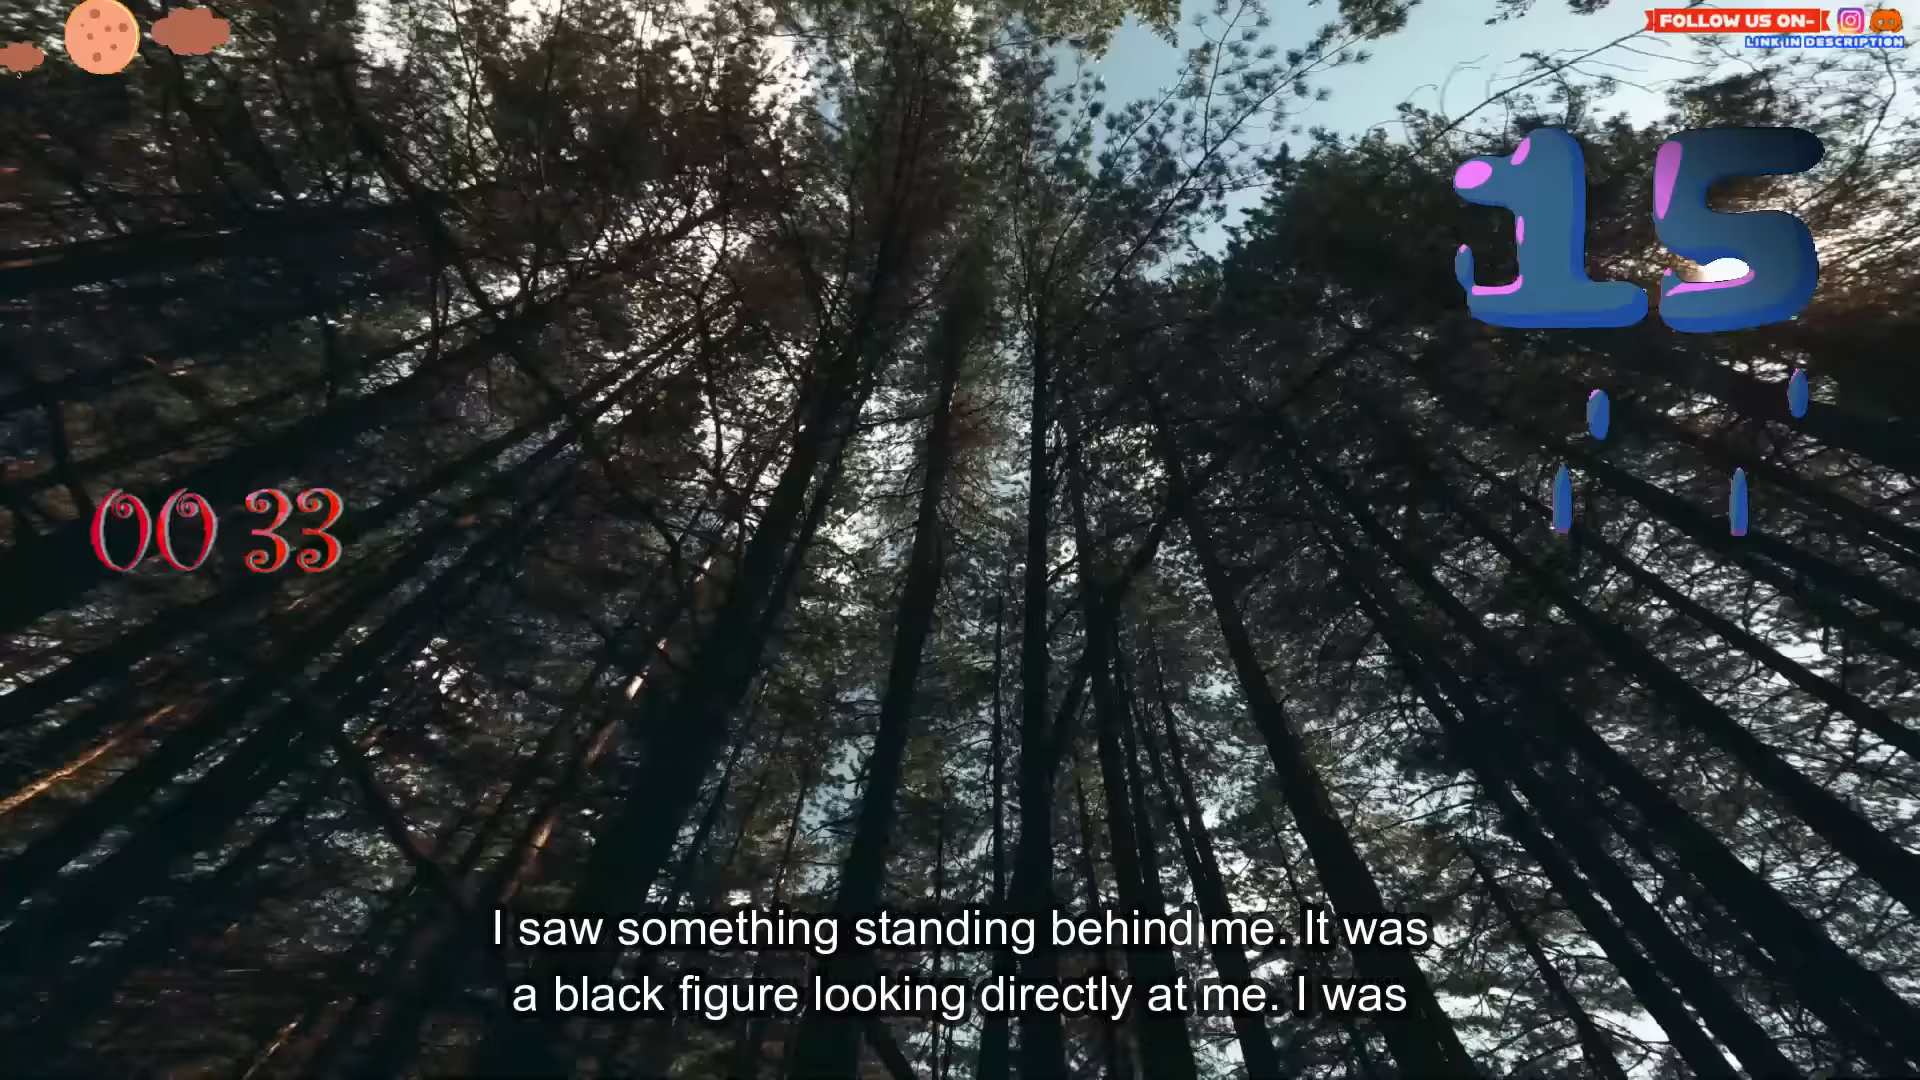 FOLLOW US ON-
LINK IN DESCRIPTION
15
00 33
I saw something standing behind me. It was
a black figure looking directly at me. I was